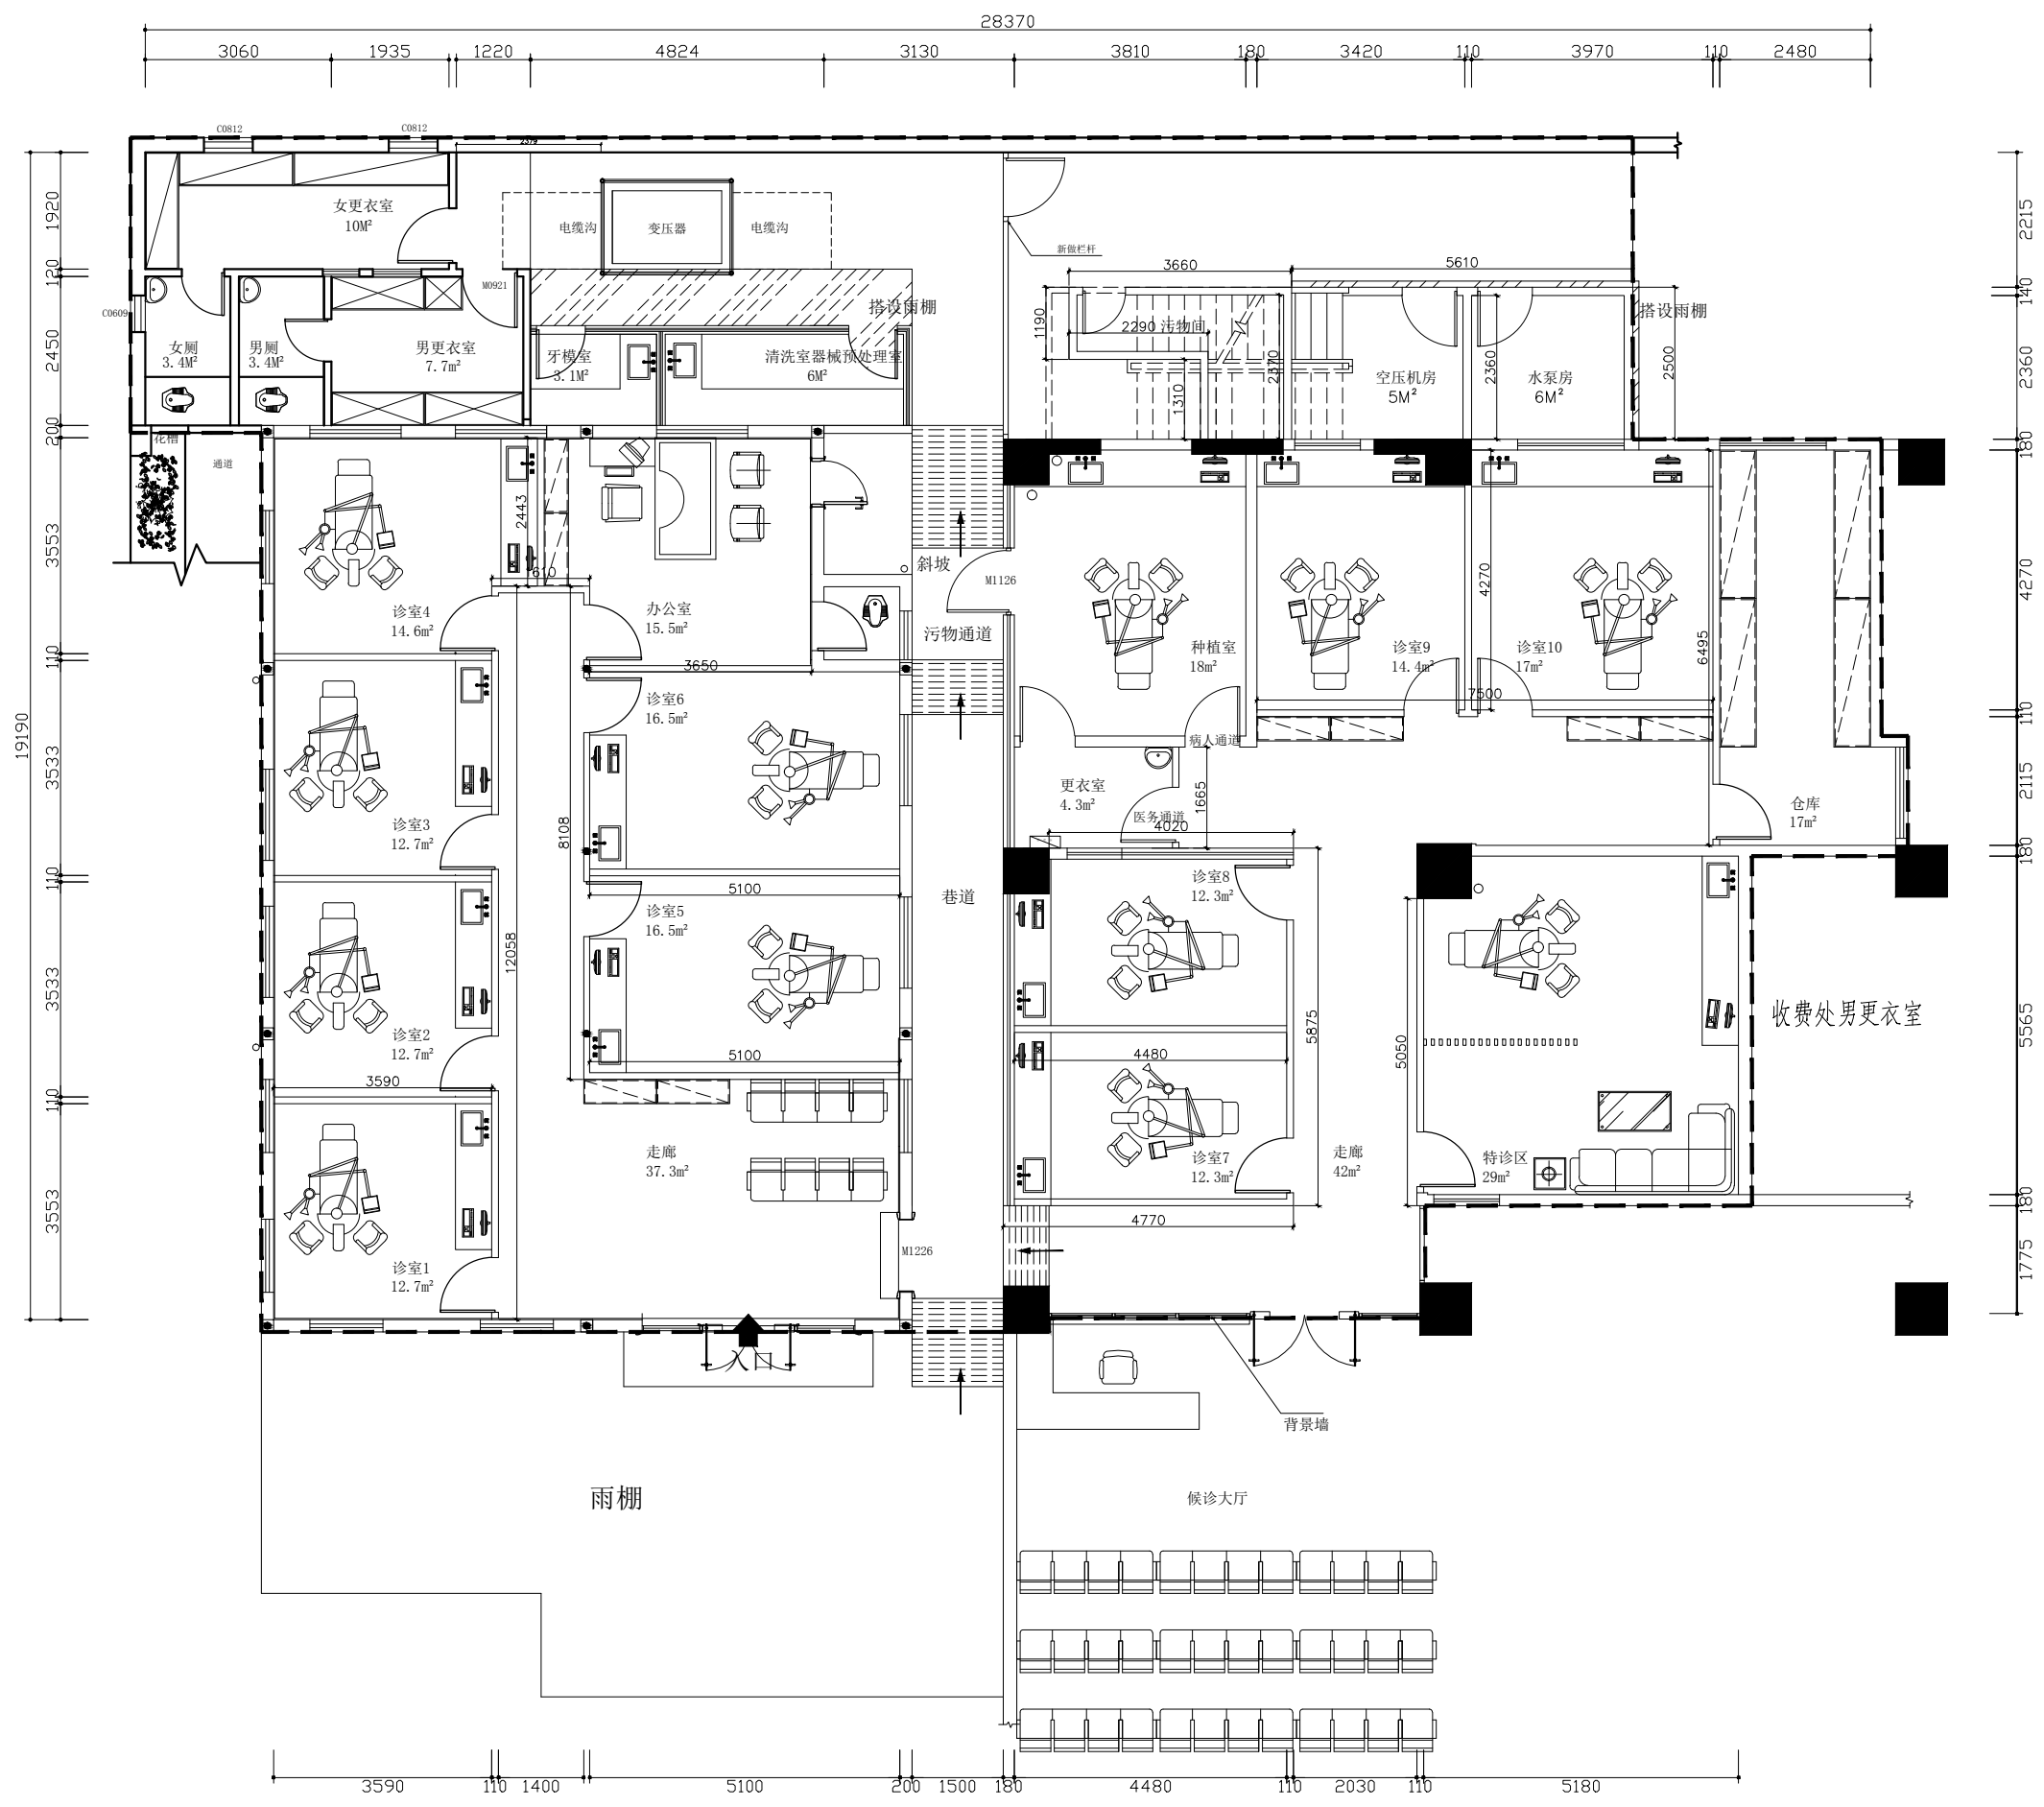 28370
3060 1935 1220 4824 3130 3810 180 3420 110 3970 110 2480
C0812 C0812
2379
女更衣室
10M²
电缆沟 变压器 电缆沟
新做栏杆
3660 5610
M0921
C0609
搭设雨棚
搭设雨棚
1190
2290 污物间
2370
1310
2360
2500
女厕
3.4M²
男厕
3.4M²
男更衣室
7.7m²
牙模室
3.1M²
清洗室器械预处理室
6M²
空压机房
5M²
水泵房
6M²
花槽
通道
2443
610
斜坡
M1126
污物通道
诊室4
14.6m²
办公室
15.5m²
3650
种植室
18m²
诊室9
14.4m²
诊室10
17m²
4270
6495
7500
诊室6
16.5m²
病人通道
更衣室
4.3m²
1665
医务通道
4020
仓库
17m²
诊室3
12.7m²
8108
5100
巷道
诊室8
12.3m²
诊室5
16.5m²
12058
诊室2
12.7m²
3590
5100
4480
5875
5050
收费处男更衣室
走廊
37.3m²
诊室7
12.3m²
走廊
42m²
特诊区
29m²
4770
M1226
诊室1
12.7m²
入口
背景墙
雨棚
候诊大厅
19190
1920
120
2450
200
3553
110
3533
110
3533
110
3553
2215
140
2360
180
4270
110
2115
180
5565
180
1775
3590 110 1400 5100 200 1500 180 4480 110 2030 110 5180